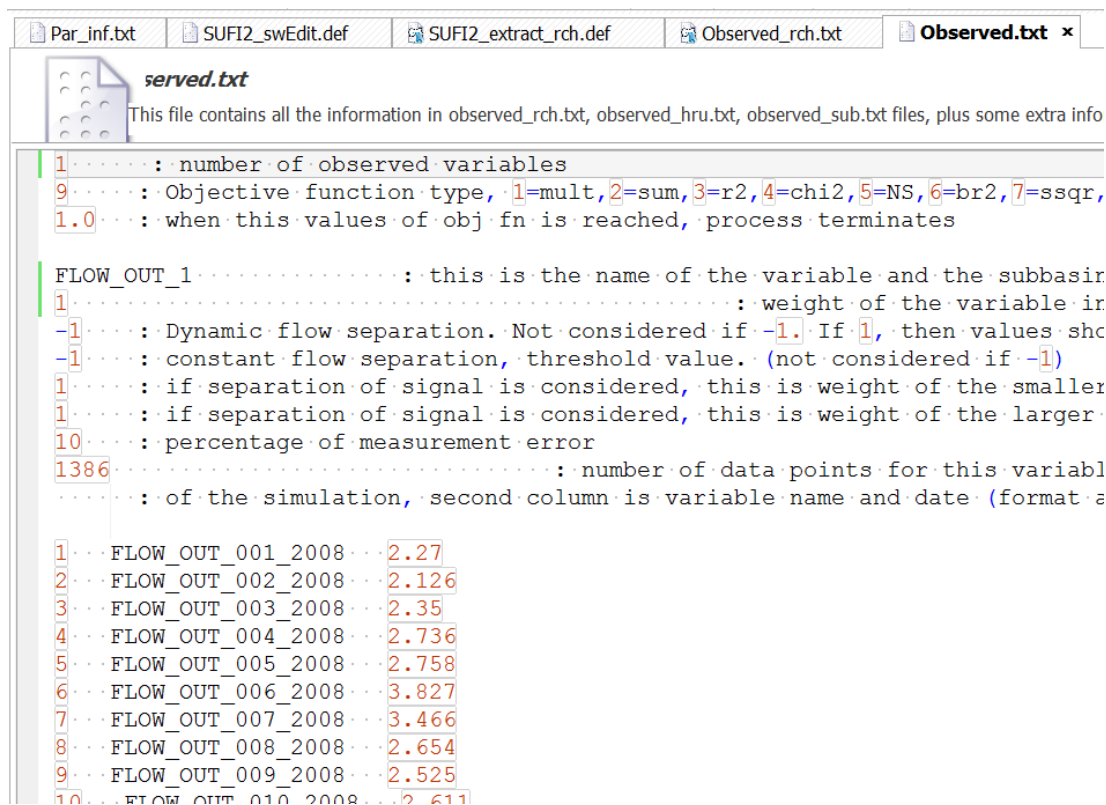 Par_inf.txt SUFI2_swEdit.def SUFI2_extract_rch.def Observed_rch.txt Observed.txt ×
served.txt
This file contains all the information in observed_rch.txt, observed_hru.txt, observed_sub.txt files, plus some extra info
1 : number of observed variables
9 : Objective function type, 1=mult,2=sum,3=r2,4=chi2,5=NS,6=br2,7=ssqr,
1.0 : when this values of obj fn is reached, process terminates
FLOW_OUT_1 : this is the name of the variable and the subbasin
1 : weight of the variable in
-1 : Dynamic flow separation. Not considered if -1. If 1, then values sho
-1 : constant flow separation, threshold value. (not considered if -1)
1 : if separation of signal is considered, this is weight of the smaller
1 : if separation of signal is considered, this is weight of the larger
10 : percentage of measurement error
1386 : number of data points for this variabl
: of the simulation, second column is variable name and date (format a
1 FLOW_OUT_001_2008 2.27
2 FLOW_OUT_002_2008 2.126
3 FLOW_OUT_003_2008 2.35
4 FLOW_OUT_004_2008 2.736
5 FLOW_OUT_005_2008 2.758
6 FLOW_OUT_006_2008 3.827
7 FLOW_OUT_007_2008 3.466
8 FLOW_OUT_008_2008 2.654
9 FLOW_OUT_009_2008 2.525
10 FLOW_OUT_010_2008 2.611